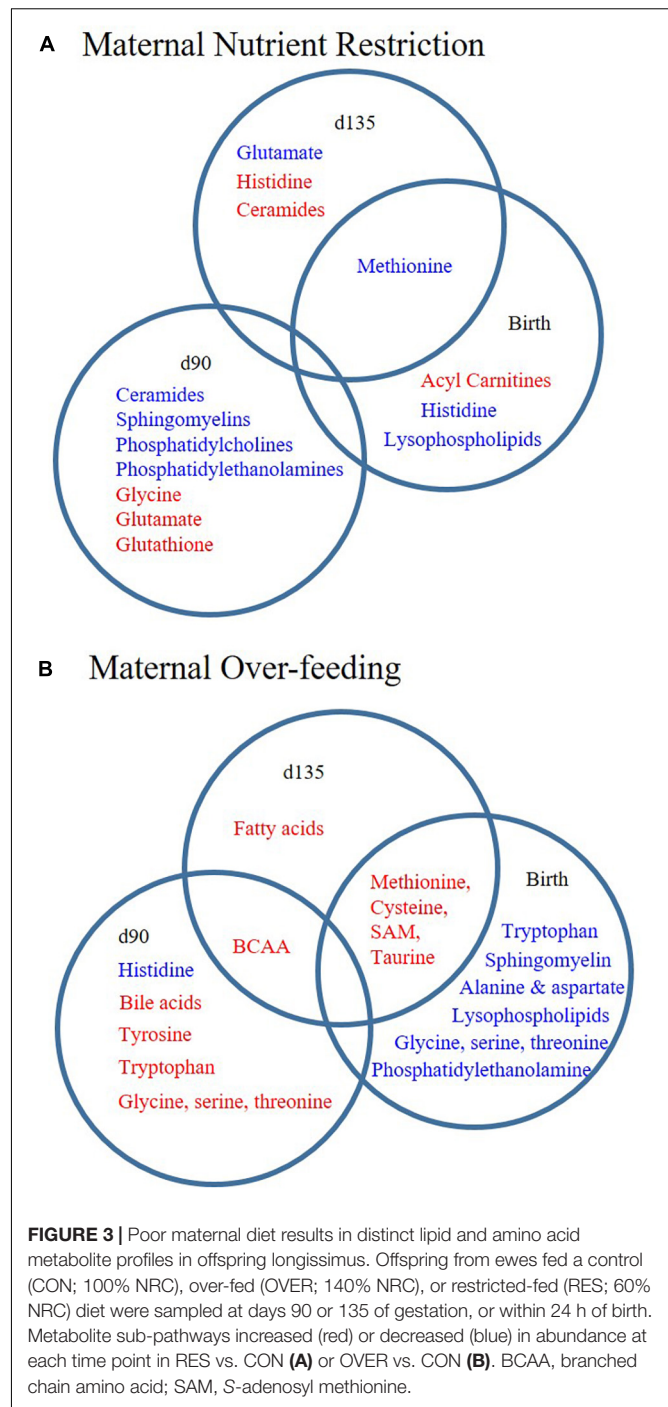 A Maternal Nutrient Restriction
d135
Glutamate
Histidine
Ceramides
Methionine
Birth
Acyl Carnitines
Histidine
Lysophospholipids
d90
Ceramides
Sphingomyelins
Phosphatidylcholines
Phosphatidylethanolamines
Glycine
Glutamate
Glutathione
B Maternal Over-feeding
d135
Fatty acids
Methionine,
Cysteine,
SAM,
Taurine
Birth
Tryptophan
Sphingomyelin
Alanine & aspartate
Lysophospholipids
Glycine, serine, threonine
Phosphatidylethanolamine
BCAA
d90
Histidine
Bile acids
Tyrosine
Tryptophan
Glycine, serine, threonine
FIGURE 3 | Poor maternal diet results in distinct lipid and amino acid
metabolite profiles in offspring longissimus. Offspring from ewes fed a control
(CON; 100% NRC), over-fed (OVER; 140% NRC), or restricted-fed (RES; 60%
NRC) diet were sampled at days 90 or 135 of gestation, or within 24 h of birth.
Metabolite sub-pathways increased (red) or decreased (blue) in abundance at
each time point in RES vs. CON (A) or OVER vs. CON (B). BCAA, branched
chain amino acid; SAM, S-adenosyl methionine.